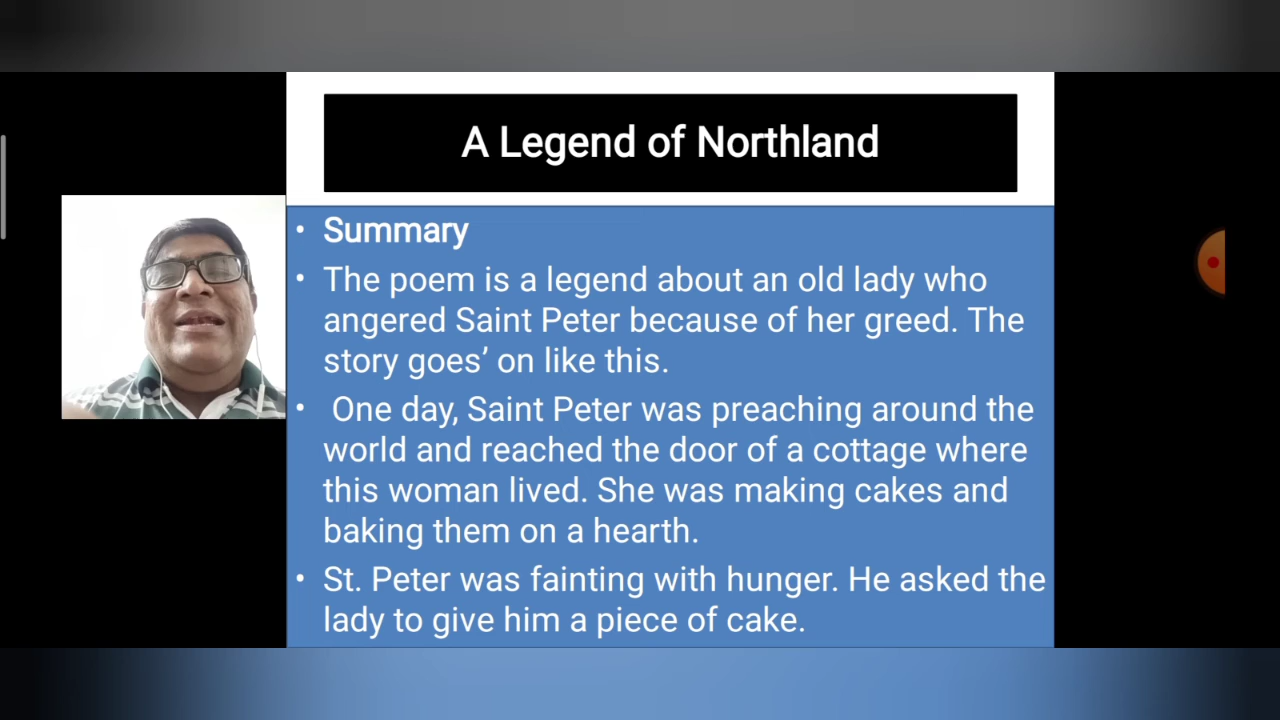 A Legend of Northland
• Summary
• The poem is a legend about an old lady who
angered Saint Peter because of her greed. The
story goes’ on like this.
• One day, Saint Peter was preaching around the
world and reached the door of a cottage where
this woman lived. She was making cakes and
baking them on a hearth.
• St. Peter was fainting with hunger. He asked the
lady to give him a piece of cake.